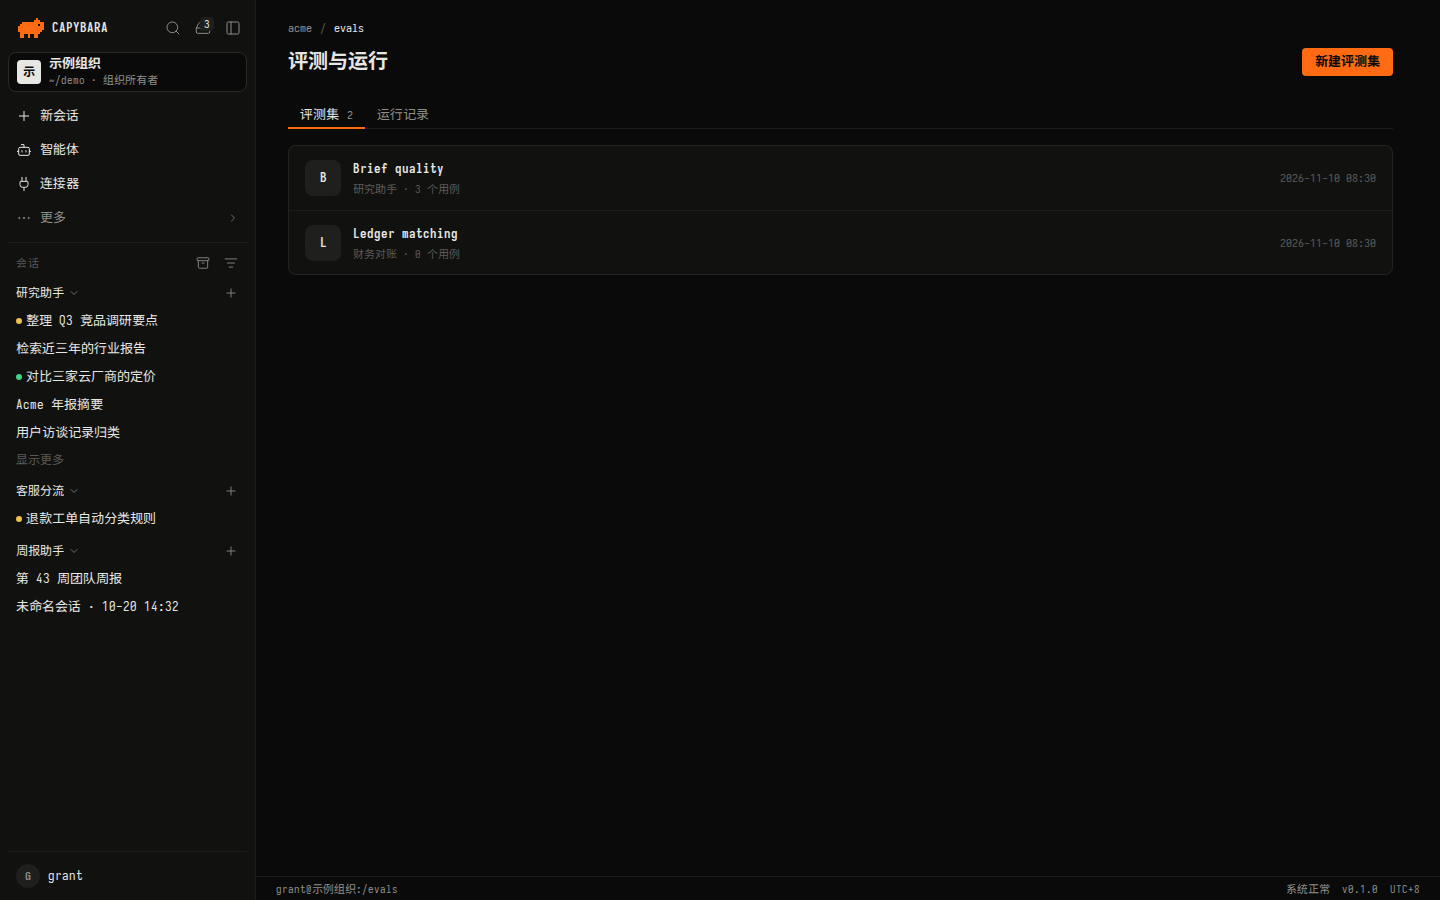 CAPYBARA
3
示
示例组织
~/demo · 组织所有者
新会话
智能体
连接器
更多
会话
研究助手
整理 Q3 竞品调研要点
检索近三年的行业报告
对比三家云厂商的定价
Acme 年报摘要
用户访谈记录归类
显示更多
客服分流
退款工单自动分类规则
周报助手
第 43 周团队周报
未命名会话 · 10-20 14:32
G
grant
acme / evals
评测与运行
新建评测集
评测集 2
运行记录
B
Brief quality
研究助手 · 3 个用例
2026-11-10 08:30
L
Ledger matching
财务对账 · 0 个用例
2026-11-10 08:30
grant@示例组织:/evals
系统正常 v0.1.0 UTC+8